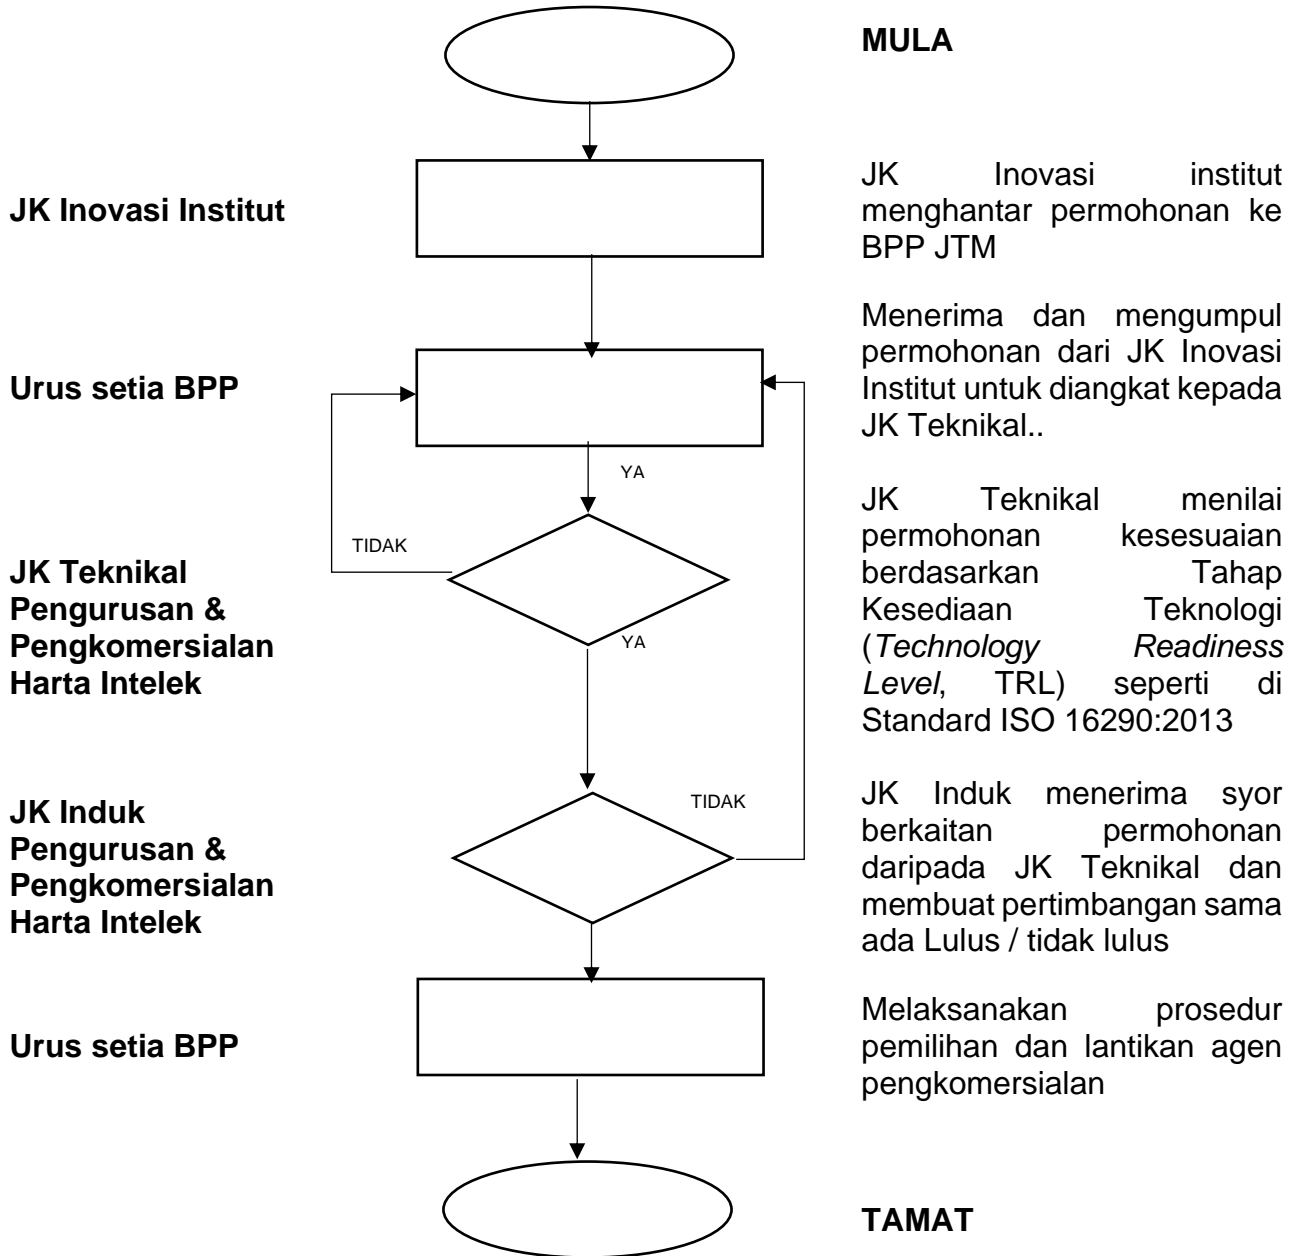 MULA
JK Inovasi Institut
JK Inovasi institut
menghantar permohonan ke
BPP JTM
Urus setia BPP
Menerima dan mengumpul
permohonan dari JK Inovasi
Institut untuk diangkat kepada
JK Teknikal..
YA
TIDAK
JK Teknikal
Pengurusan &
Pengkomersialan
Harta Intelek
YA
JK Teknikal menilai
permohonan kesesuaian
berdasarkan Tahap
Kesediaan Teknologi
(Technology Readiness
Level, TRL) seperti di
Standard ISO 16290:2013
JK Induk
Pengurusan &
Pengkomersialan
Harta Intelek
TIDAK
JK Induk menerima syor
berkaitan permohonan
daripada JK Teknikal dan
membuat pertimbangan sama
ada Lulus / tidak lulus
Urus setia BPP
Melaksanakan prosedur
pemilihan dan lantikan agen
pengkomersialan
TAMAT